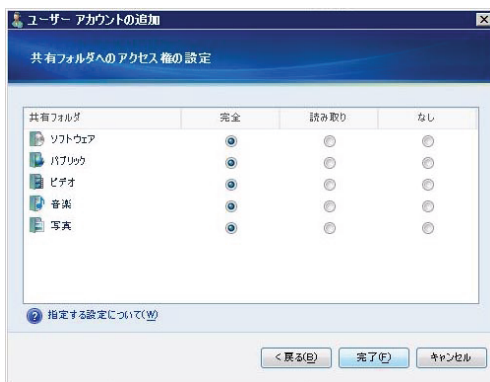 ユーザー アカウントの追加
共有フォルダへのアクセス権の設定
共有フォルダ 完全 読み取り なし
ソフトウェア
パブリック
ビデオ
音楽
写真
指定する設定について(W)
< 戻る(B) 完了(F) キャンセル